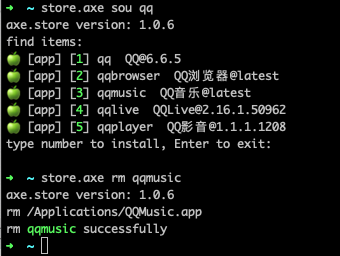 ➜ ~ store.axe sou qq
axe.store version: 1.0.6
find items:
🍏 [app] [1] qq QQ@6.6.5
🍏 [app] [2] qqbrowser QQ浏览器@latest
🍏 [app] [3] qqmusic QQ音乐@latest
🍏 [app] [4] qqlive QQLive@2.16.1.50962
🍏 [app] [5] qqplayer QQ影音@1.1.1.1208
type number to install, Enter to exit:
➜ ~ store.axe rm qqmusic
axe.store version: 1.0.6
rm /Applications/QQMusic.app
rm qqmusic successfully
➜ ~